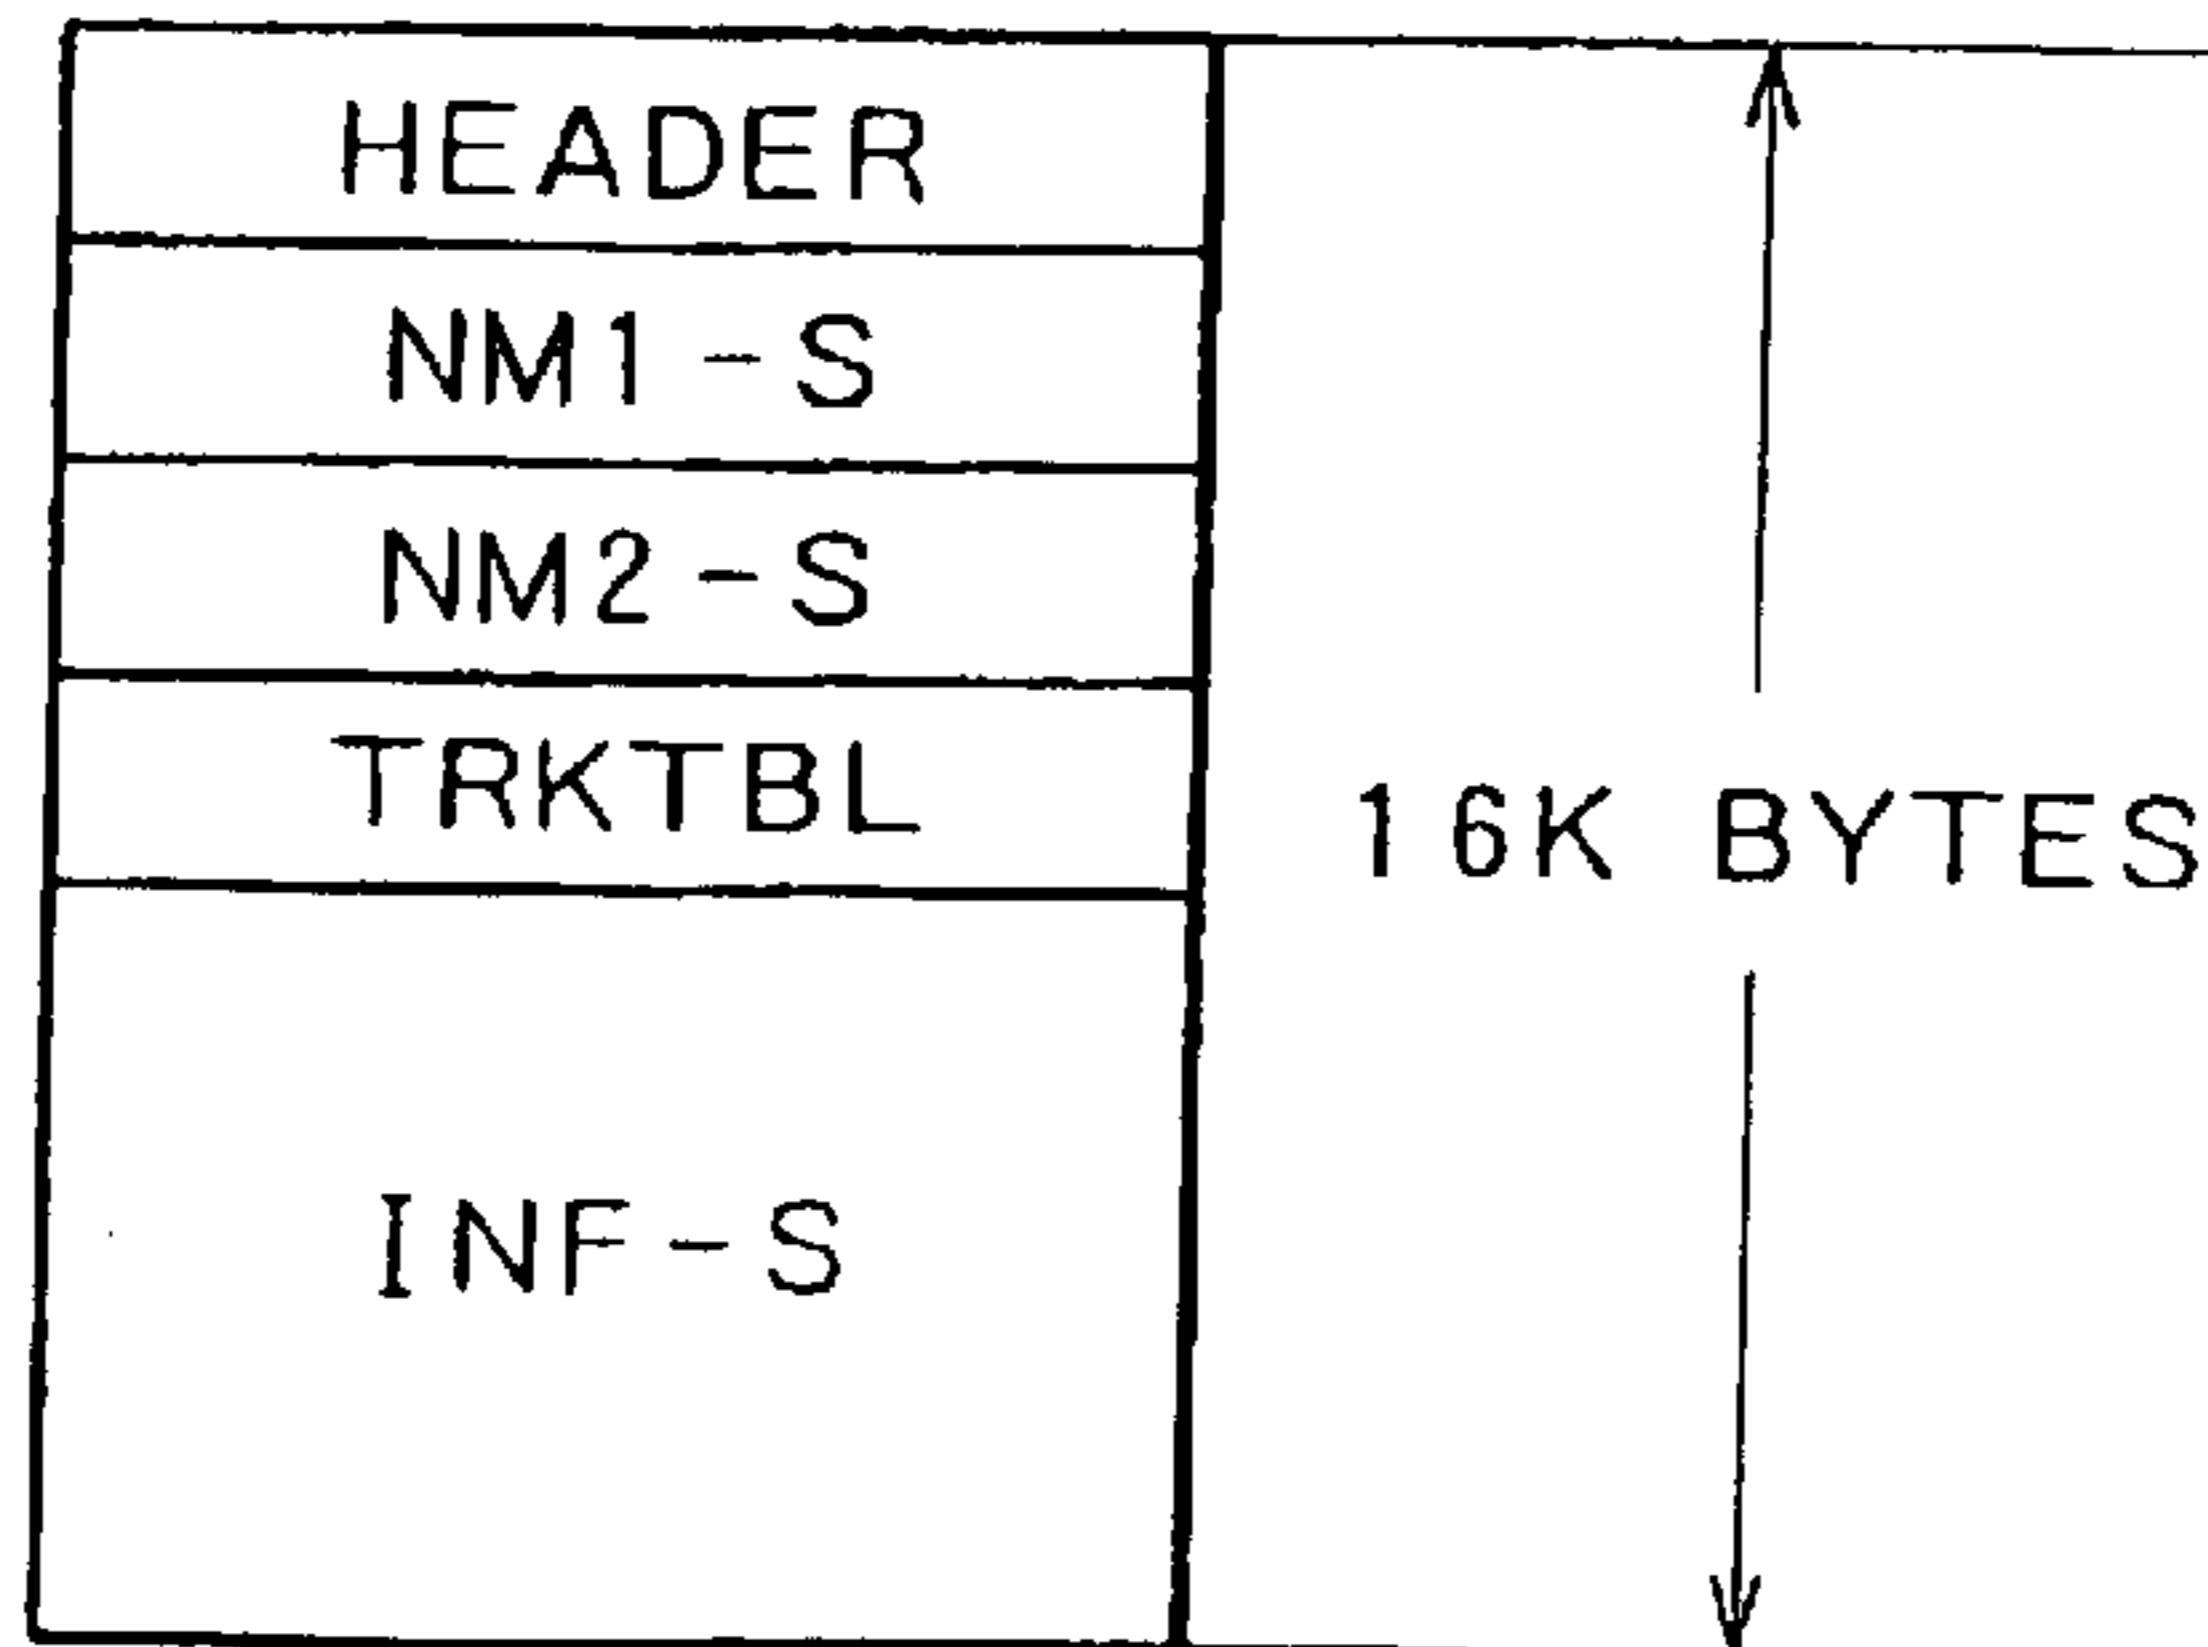 HEADER
NM1-S
NM2-S
TRKTBL
16K BYTES
INF-S